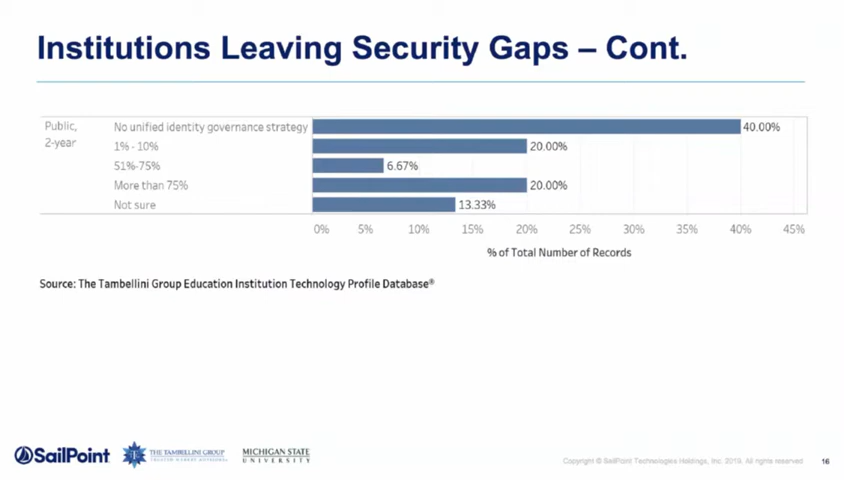 Institutions Leaving Security Gaps – Cont.
Public, 2-year
No unified identity governance strategy 40.00%
1% - 10% 20.00%
51%-75% 6.67%
More than 75% 20.00%
Not sure 13.33%
0% 5% 10% 15% 20% 25% 30% 35% 40% 45%
% of Total Number of Records
Source: The Tambellini Group Education Institution Technology Profile Database®
SailPoint
THE TAMBELLINI GROUP
MICHIGAN STATE
UNIVERSITY
Copyright © SailPoint Technologies Holdings, Inc. 2019. All rights reserved
16